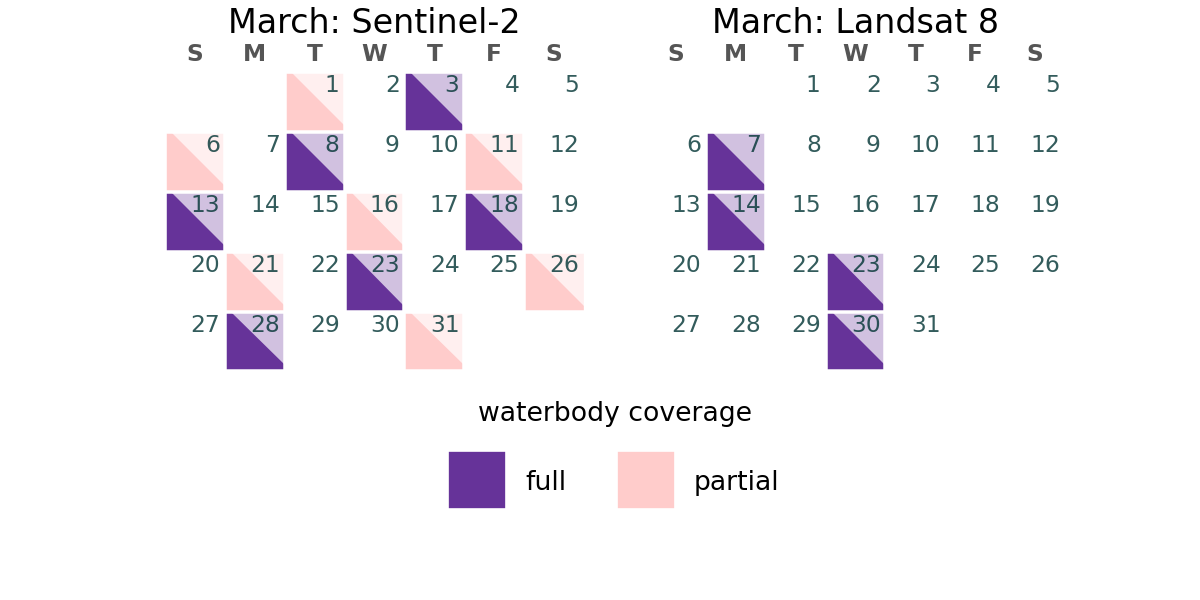 March: Sentinel-2
S M T W T F S
1 2 3 4 5
6 7 8 9 10 11 12
13 14 15 16 17 18 19
20 21 22 23 24 25 26
27 28 29 30 31
March: Landsat 8
S M T W T F S
1 2 3 4 5
6 7 8 9 10 11 12
13 14 15 16 17 18 19
20 21 22 23 24 25 26
27 28 29 30 31
waterbody coverage
full partial